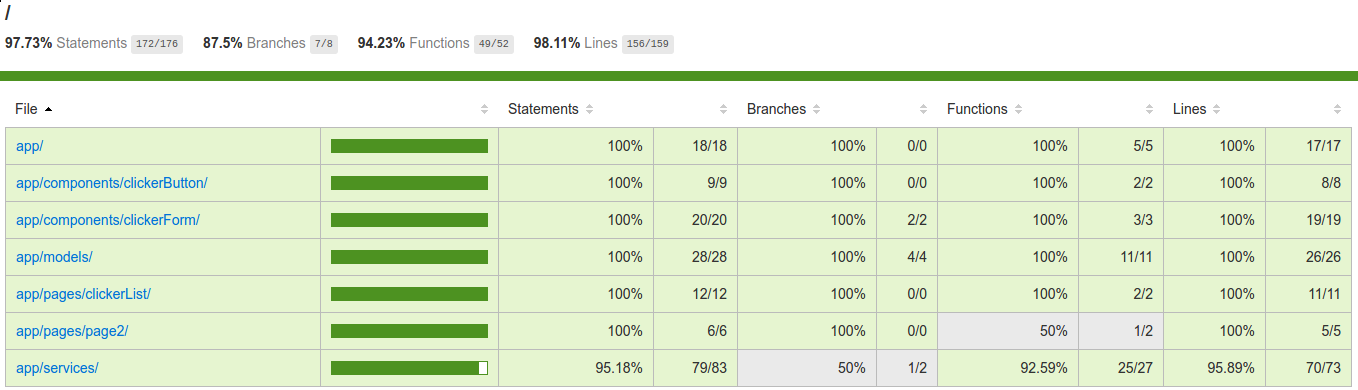 /
97.73% Statements 172/176 87.5% Branches 7/8 94.23% Functions 49/52 98.11% Lines 156/159
File Statements Branches Functions Lines
app/ 100% 18/18 100% 0/0 100% 5/5 100% 17/17
app/components/clickerButton/ 100% 9/9 100% 0/0 100% 2/2 100% 8/8
app/components/clickerForm/ 100% 20/20 100% 2/2 100% 3/3 100% 19/19
app/models/ 100% 28/28 100% 4/4 100% 11/11 100% 26/26
app/pages/clickerList/ 100% 12/12 100% 0/0 100% 2/2 100% 11/11
app/pages/page2/ 100% 6/6 100% 0/0 50% 1/2 100% 5/5
app/services/ 95.18% 79/83 50% 1/2 92.59% 25/27 95.89% 70/73